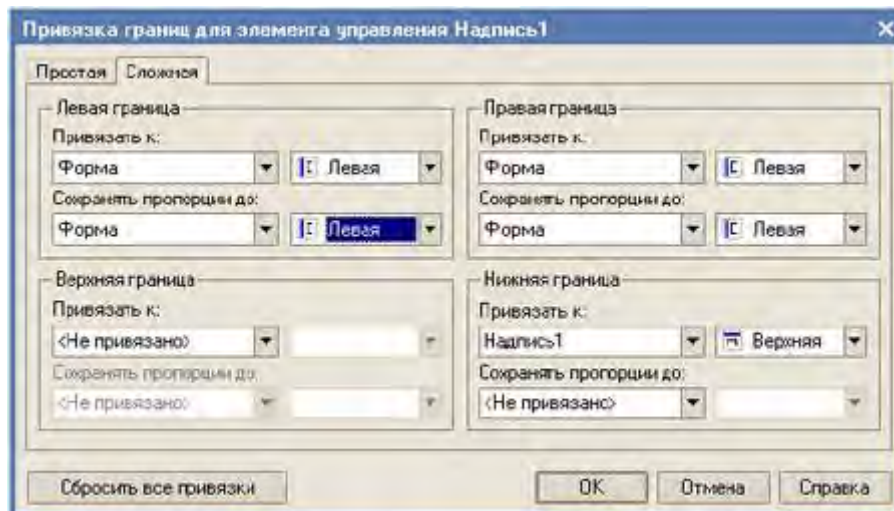 Привязка границ для элемента управления Надпись1
Простая Сложная
Левая граница
Привязать к:
Форма Левая
Сохранять пропорции до:
Форма Левая
Правая граница
Привязать к:
Форма Левая
Сохранять пропорции до:
Форма Левая
Верхняя граница
Привязать к:
<Не привязано>
Сохранять пропорции до:
<Не привязано>
Нижняя граница
Привязать к:
Надпись1 Верхняя
Сохранять пропорции до:
<Не привязано>
Сбросить все привязки ОК Отмена Справка